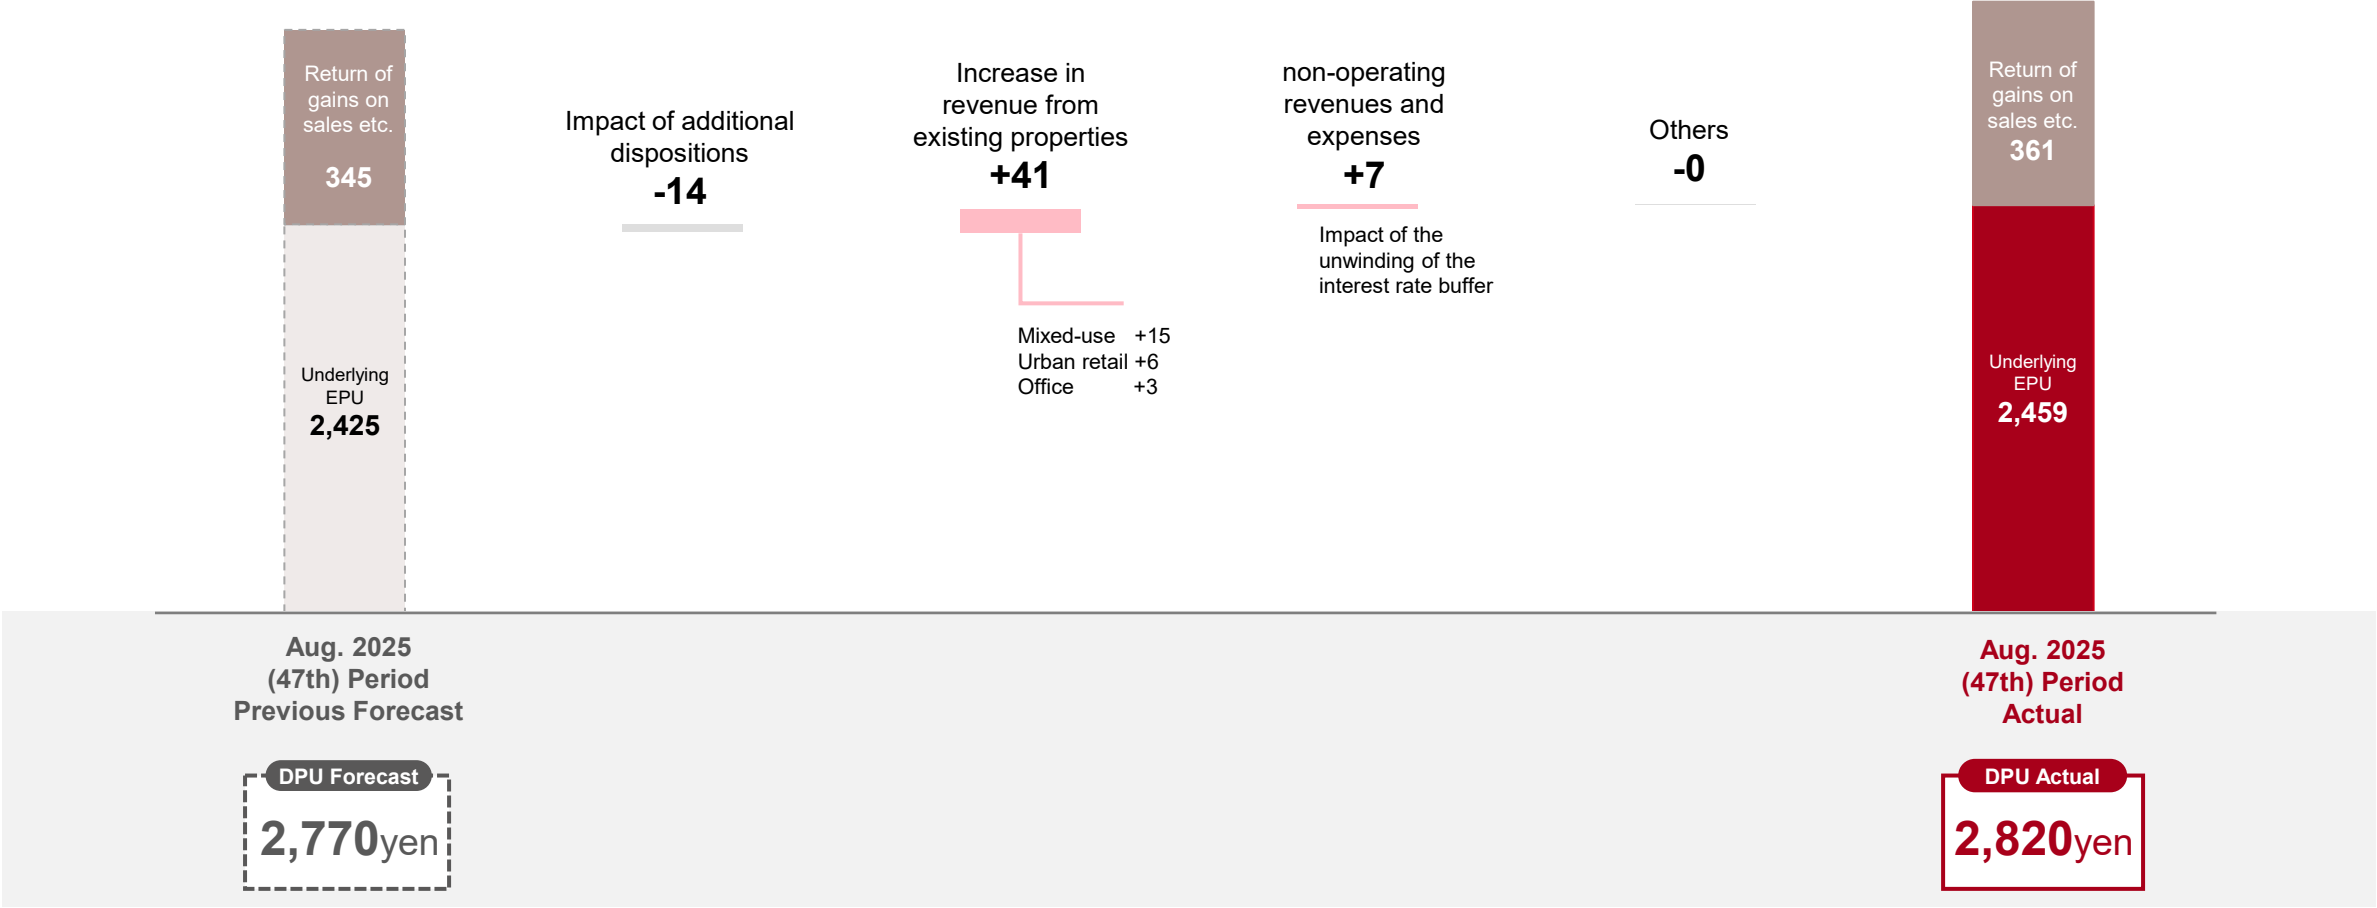 Return of
gains on
sales etc.
345
Underlying
EPU
2,425
Impact of additional
dispositions
-14
Increase in
revenue from
existing properties
+41
Mixed-use +15
Urban retail +6
Office +3
non-operating
revenues and
expenses
+7
Impact of the
unwinding of the
interest rate buffer
Others
-0
Return of
gains on
sales etc.
361
Underlying
EPU
2,459
Aug. 2025
(47th) Period
Previous Forecast
DPU Forecast
2,770yen
Aug. 2025
(47th) Period
Actual
DPU Actual
2,820yen